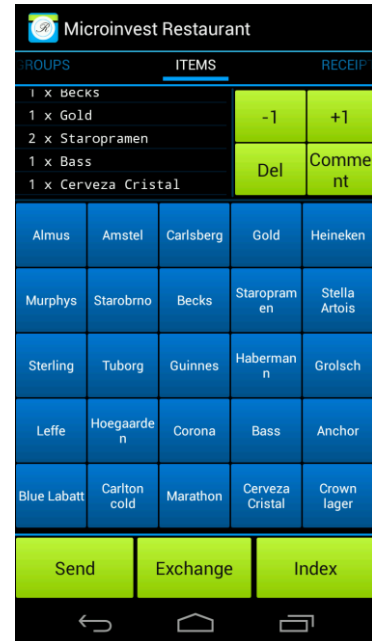 Microinvest Restaurant
GROUPS ITEMS RECEIP
1 x Becks
1 x Gold
2 x Staropramen
1 x Bass
1 x Cerveza Cristal
-1 +1
Del Comme
nt
Almus Amstel Carlsberg Gold Heineken
Murphys Starobrno Becks Staropram
en Stella
Artois
Sterling Tuborg Guinnes Haberman
n Grolsch
Leffe Hoegaarde
n Corona Bass Anchor
Blue Labatt Carlton
cold Marathon Cerveza
Cristal Crown
lager
Send Exchange Index